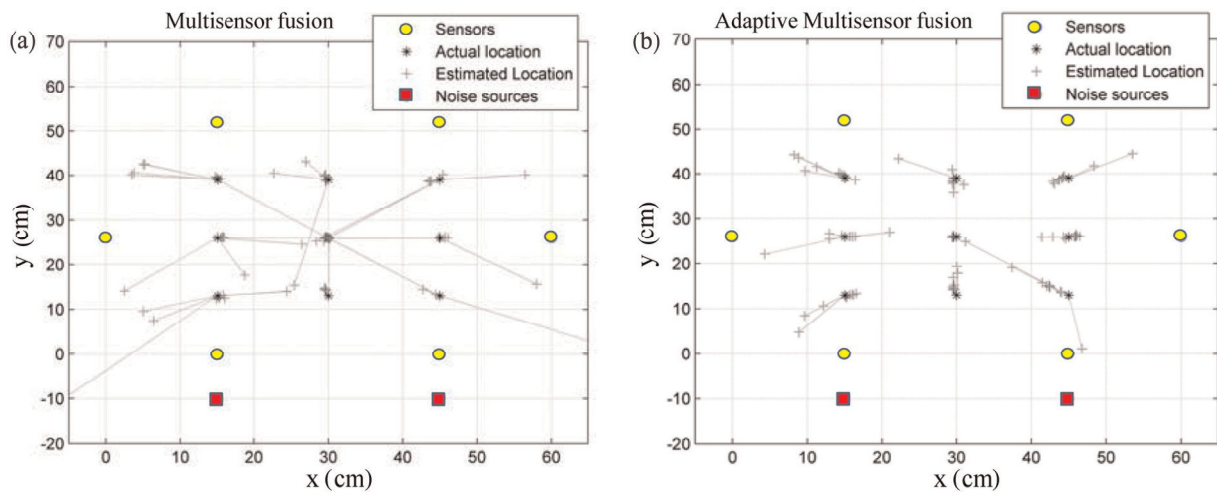 Multisensor fusion
(a)
Sensors
Actual location
Estimated Location
Noise sources
70
60
50
40
30
20
10
0
-10
-20
y (cm)
0 10 20 30 40 50 60
x (cm)
Adaptive Multisensor fusion
(b)
Sensors
Actual location
Estimated Location
Noise sources
70
60
50
40
30
20
10
0
-10
-20
y (cm)
0 10 20 30 40 50 60
x (cm)